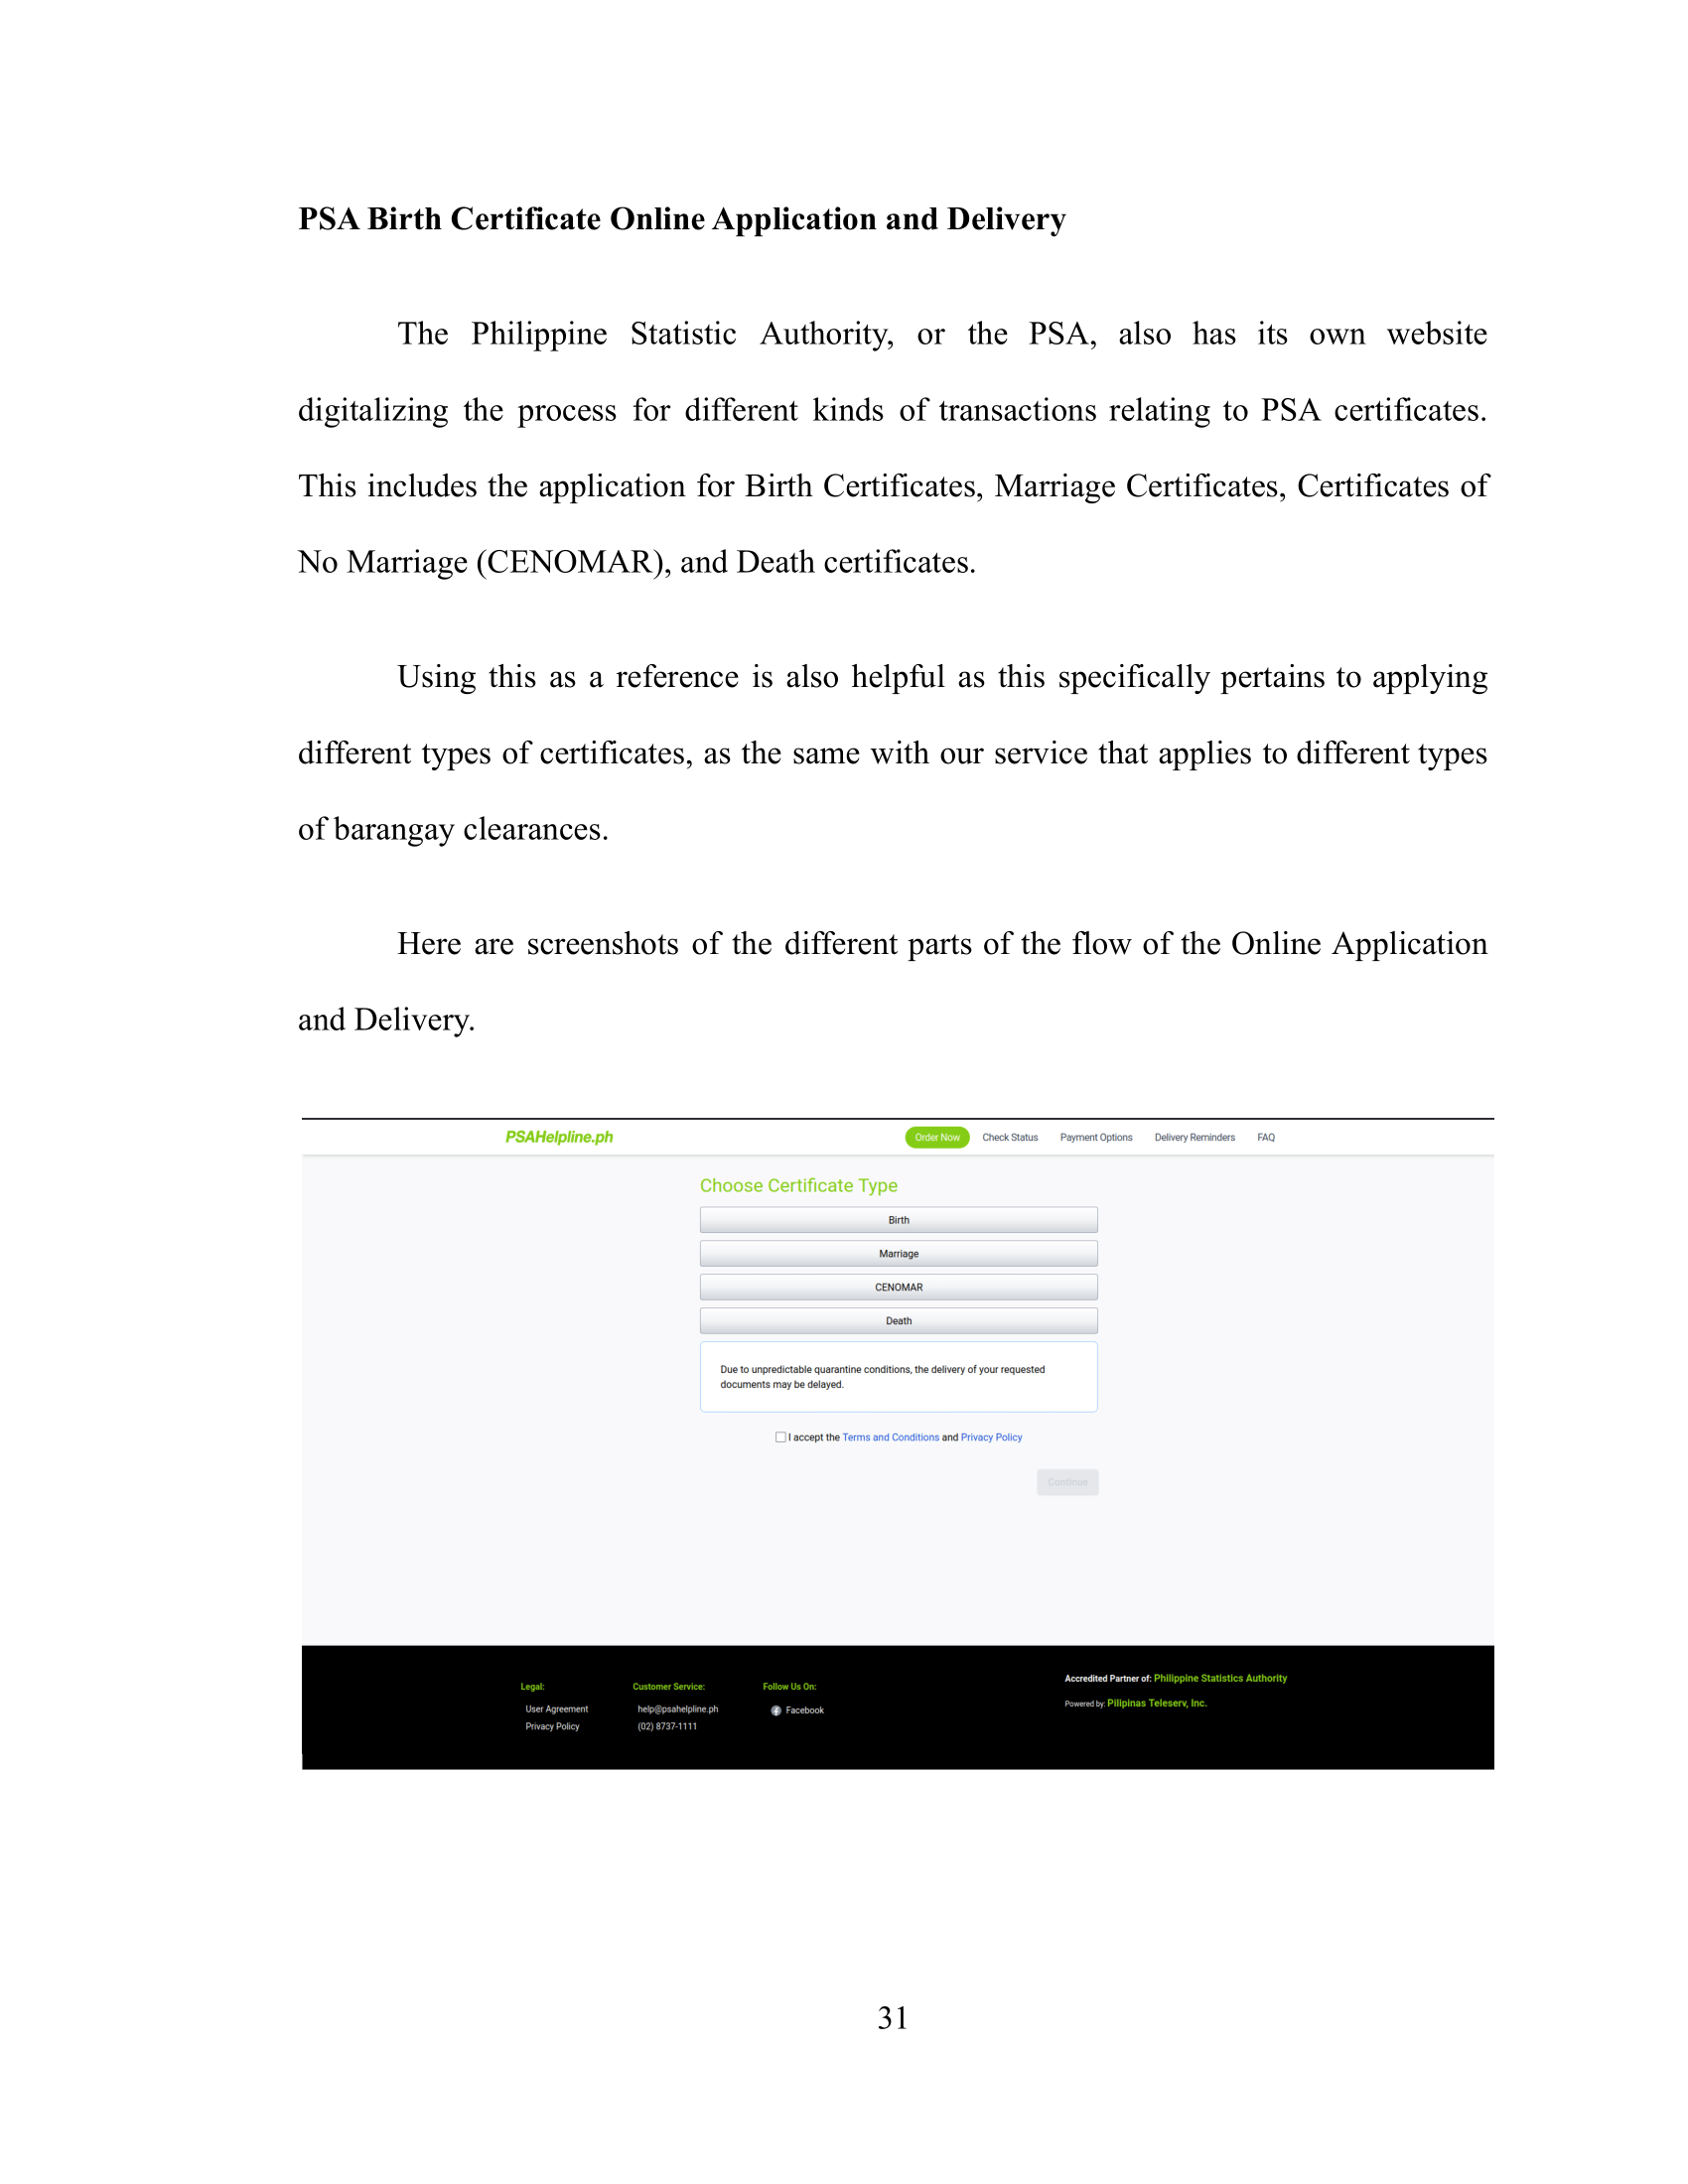 PSA Birth Certificate Online Application and Delivery
The Philippine Statistic Authority, or the PSA, also has its own website
digitalizing the process for different kinds of transactions relating to PSA certificates.
This includes the application for Birth Certificates, Marriage Certificates, Certificates of
No Marriage (CENOMAR), and Death certificates.
Using this as a reference is also helpful as this specifically pertains to applying
different types of certificates, as the same with our service that applies to different types
of barangay clearances.
Here are screenshots of the different parts of the flow of the Online Application
and Delivery.
PSAHelpline.ph Order Now Check Status Payment Options Delivery Reminders FAQ
Choose Certificate Type
Birth
Marriage
CENOMAR
Death
Due to unpredictable quarantine conditions, the delivery of your requested
documents may be delayed.
I accept the Terms and Conditions and Privacy Policy
Continue
Legal:
User Agreement
Privacy Policy
Customer Service:
help@psahelpline.ph
(02) 8737-1111
Follow Us On:
Facebook
Accredited Partner of: Philippine Statistics Authority
Powered by: Pilipinas Teleserv, Inc.
31